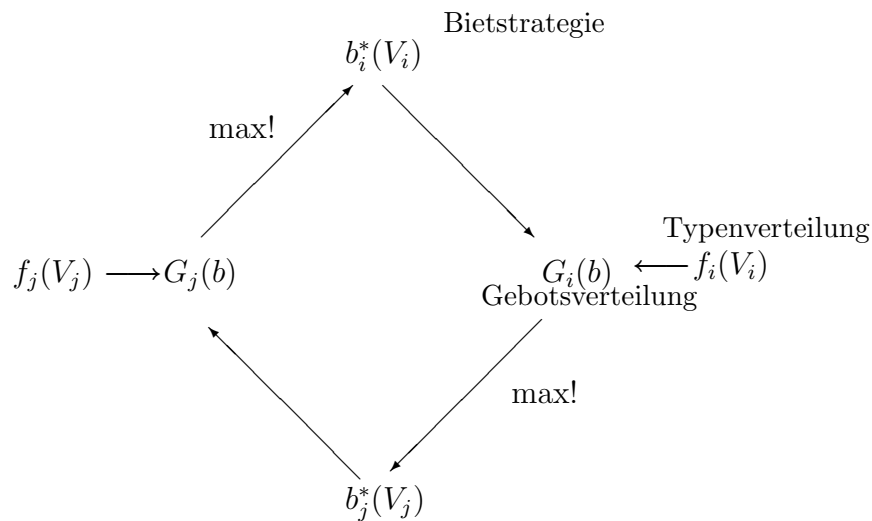 Bietstrategie
b_i^*(V_i)
max!
Typenverteilung
f_j(V_j) ⟶ G_j(b)
G_i(b) ⟵ f_i(V_i)
Gebotsverteilung
max!
b_j^*(V_j)